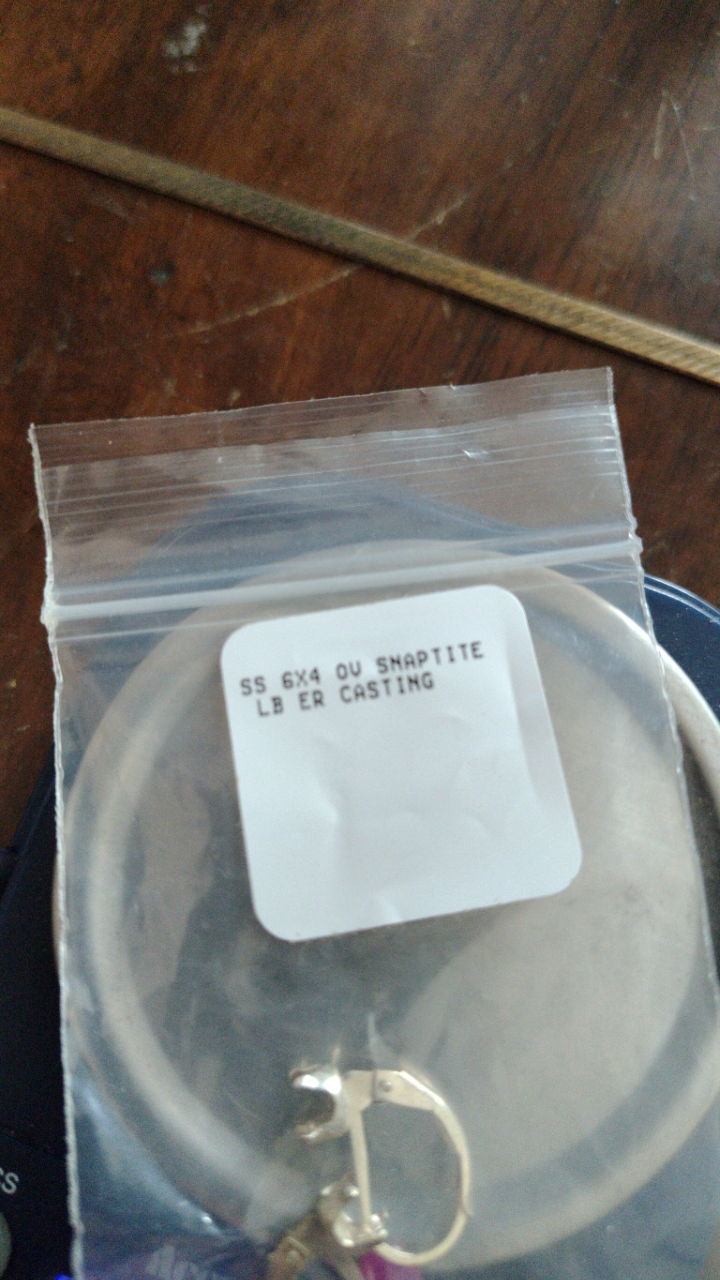 SS 6X4 OV SNAPTITE
LB ER CASTING